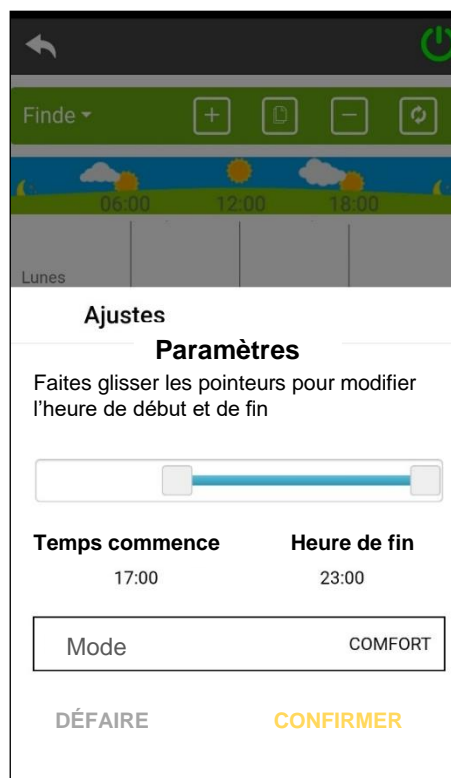 Finde
06:00 12:00 18:00
Lunes
Ajustes
Paramètres
Faites glisser les pointeurs pour modifier
l'heure de début et de fin
Temps commence Heure de fin
17:00 23:00
Mode COMFORT
DÉFAIRE CONFIRMER